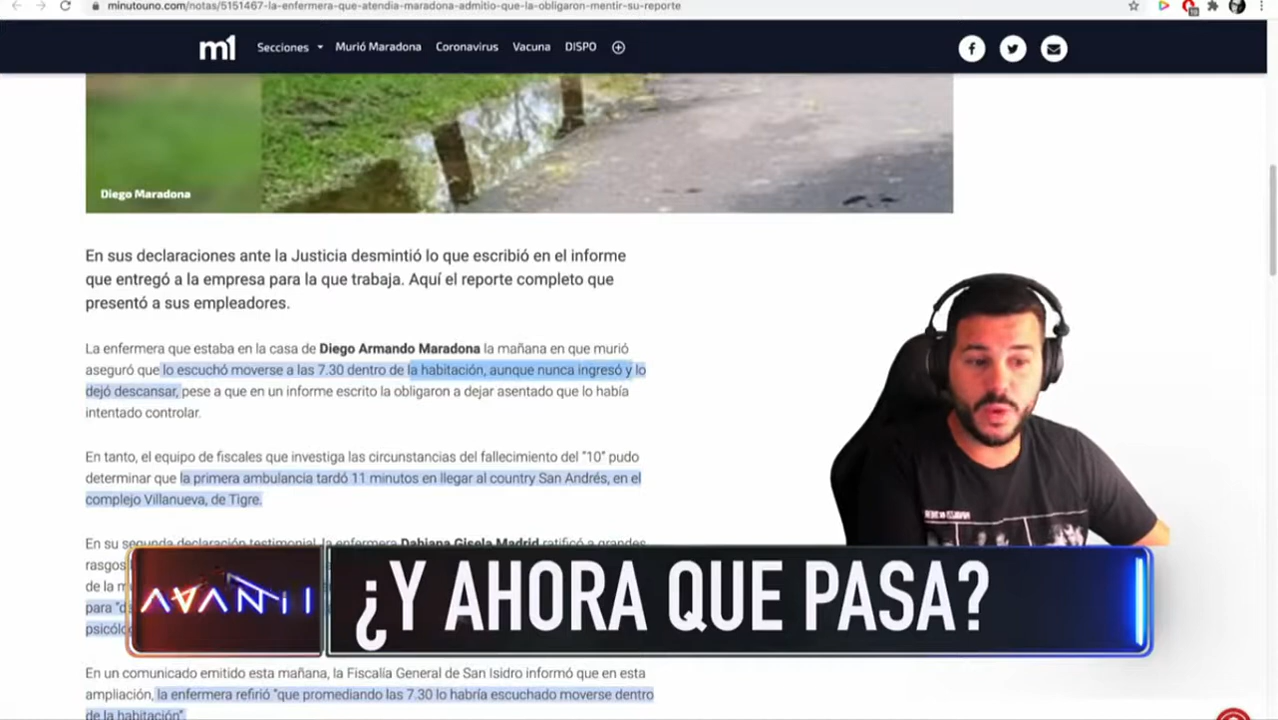 minutouno.com/notas/5151467-la-enfermera-que-atendia-maradona-admitio-que-la-obligaron-mentir-su-reporte
m1 Secciones Murió Maradona Coronavirus Vacuna DISPO
Diego Maradona
En sus declaraciones ante la Justicia desmintió lo que escribió en el informe
que entregó a la empresa para la que trabaja. Aquí el reporte completo que
presentó a sus empleadores.
La enfermera que estaba en la casa de Diego Armando Maradona la mañana en que murió
aseguró que lo escuchó moverse a las 7.30 dentro de la habitación, aunque nunca ingresó y lo
dejó descansar, pese a que en un informe escrito la obligaron a dejar asentado que lo había
intentado controlar.
En tanto, el equipo de fiscales que investiga las circunstancias del fallecimiento del "10" pudo
determinar que la primera ambulancia tardó 11 minutos en llegar al country San Andrés, en el
complejo Villanueva, de Tigre.
En su segunda declaración testimonial, la enfermera Dahiana Gisela Madrid ratificó a grandes
rasgos
de la
para "d
psicóló
AVANTI
¿Y AHORA QUE PASA?
En un comunicado emitido esta mañana, la Fiscalía General de San Isidro informó que en esta
ampliación, la enfermera refirió "que promediando las 7.30 lo habría escuchado moverse dentro
de la habitación".